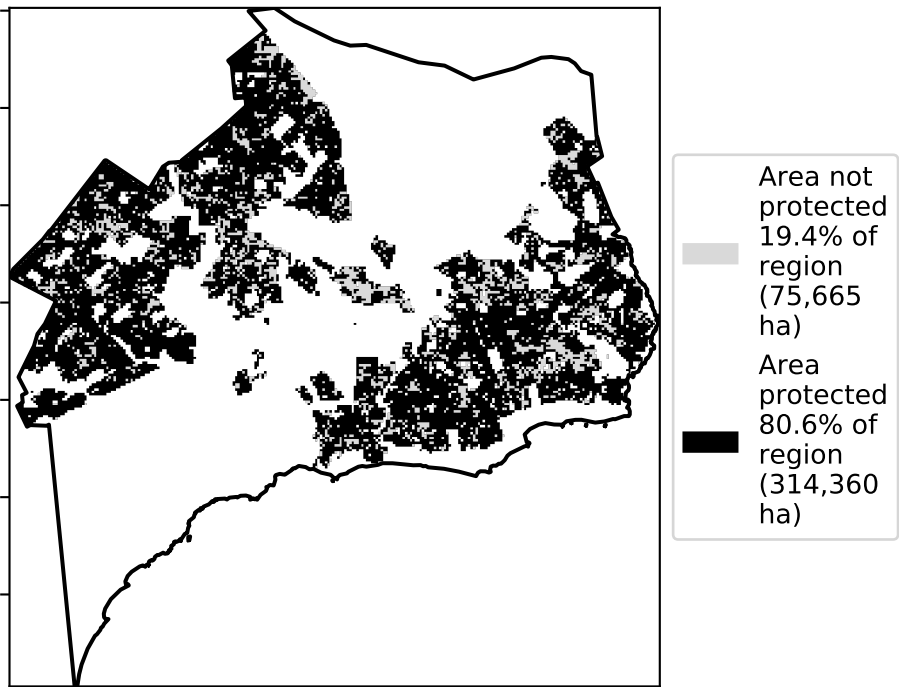 Area not
protected
19.4% of
region
(75,665
ha)
Area
protected
80.6% of
region
(314,360
ha)